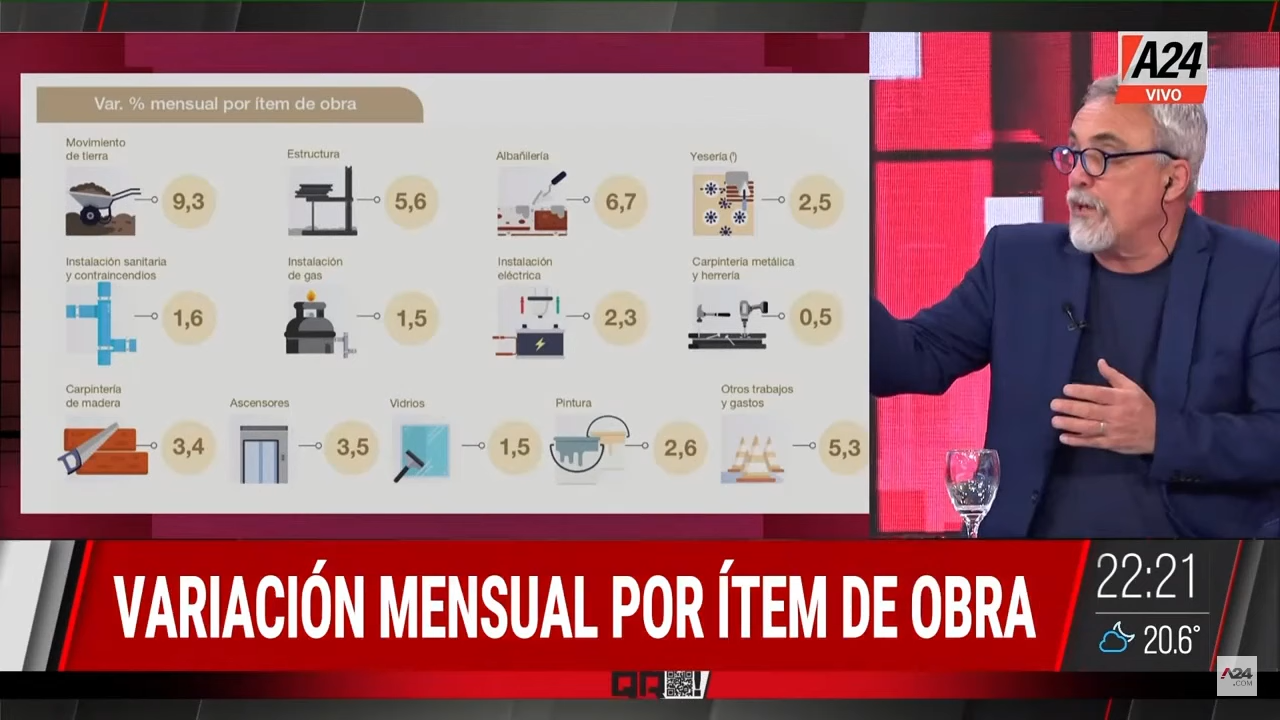 A24
VIVO
Var. % mensual por ítem de obra
Movimiento
de tierra
9,3
Estructura
5,6
Albañilería
6,7
Yesería (¹)
2,5
Instalación sanitaria
y contraincendios
1,6
Instalación
de gas
1,5
Instalación
eléctrica
2,3
Carpintería metálica
y herrería
0,5
Carpintería
de madera
3,4
Ascensores
3,5
Vidrios
1,5
Pintura
2,6
Otros trabajos
y gastos
5,3
VARIACIÓN MENSUAL POR ÍTEM DE OBRA
22:21
20.6°
QR!
A24
.COM